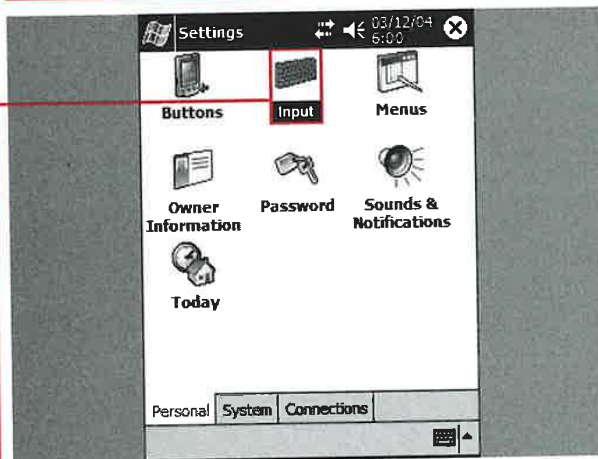 Settings
03/12/04
6:00
Buttons
Input
Menus
Owner
Information
Password
Sounds &
Notifications
Today
Personal
System
Connections